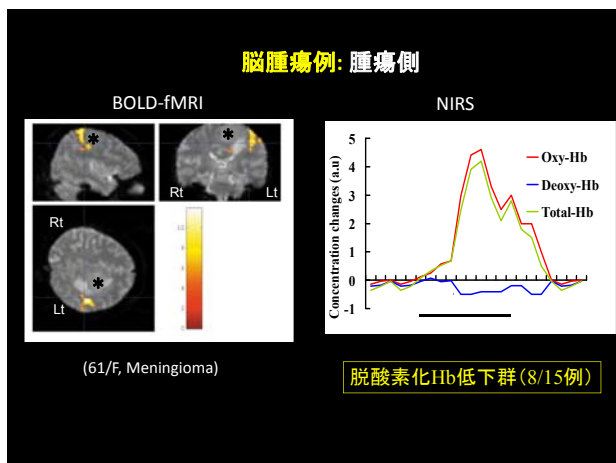 脳腫瘍例: 腫瘍側
BOLD-fMRI
NIRS
*
*
Rt
Lt
Rt
*
Lt
Concentration changes (a.u)
5
4
3
2
1
0
-1
Oxy-Hb
Deoxy-Hb
Total-Hb
(61/F, Meningioma)
脱酸素化Hb低下群(8/15例)